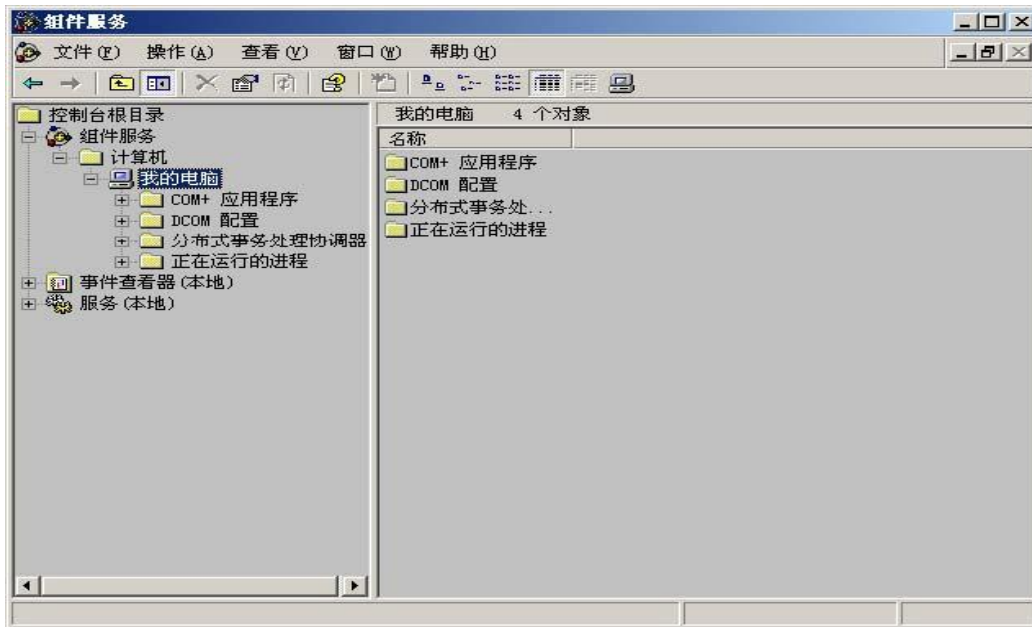 组件服务
文件(F) 操作(A) 查看(V) 窗口(W) 帮助(H)
控制台根目录
组件服务
计算机
我的电脑
COM+ 应用程序
DCOM 配置
分布式事务处理协调器
正在运行的进程
事件查看器(本地)
服务(本地)
我的电脑 4 个对象
名称
COM+ 应用程序
DCOM 配置
分布式事务处...
正在运行的进程